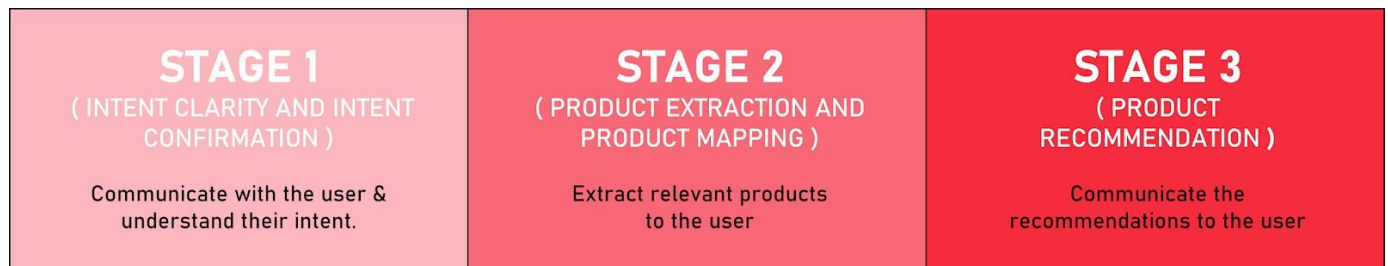 STAGE 1
( INTENT CLARITY AND INTENT
CONFIRMATION )
Communicate with the user &
understand their intent.
STAGE 2
( PRODUCT EXTRACTION AND
PRODUCT MAPPING )
Extract relevant products
to the user
STAGE 3
( PRODUCT
RECOMMENDATION )
Communicate the
recommendations to the user